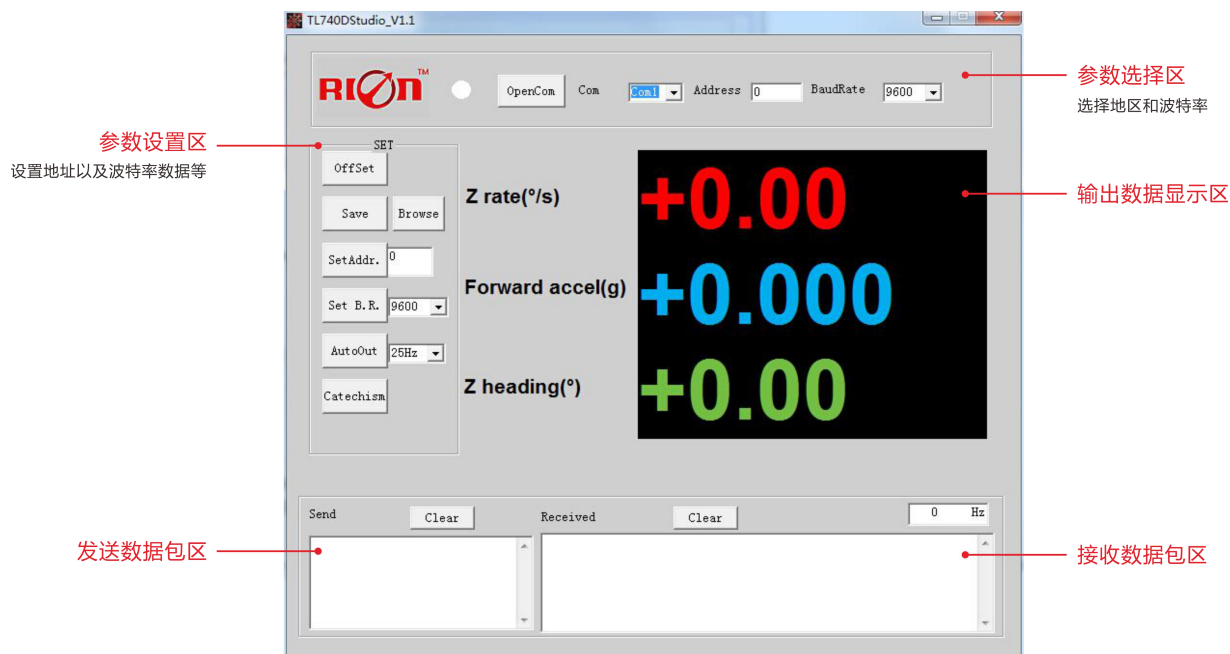 TL740DStudio_V1.1
RION™
OpenCom Com Com1 Address 0 BaudRate 9600
参数选择区
选择地区和波特率
参数设置区
设置地址以及波特率数据等
SET
OffSet
Save Browse
SetAddr. 0
Set B.R. 9600
AutoOut 25Hz
Catechism
Z rate(°/s) +0.00
Forward accel(g) +0.000
Z heading(°) +0.00
输出数据显示区
Send Clear Received Clear 0 Hz
发送数据包区
接收数据包区